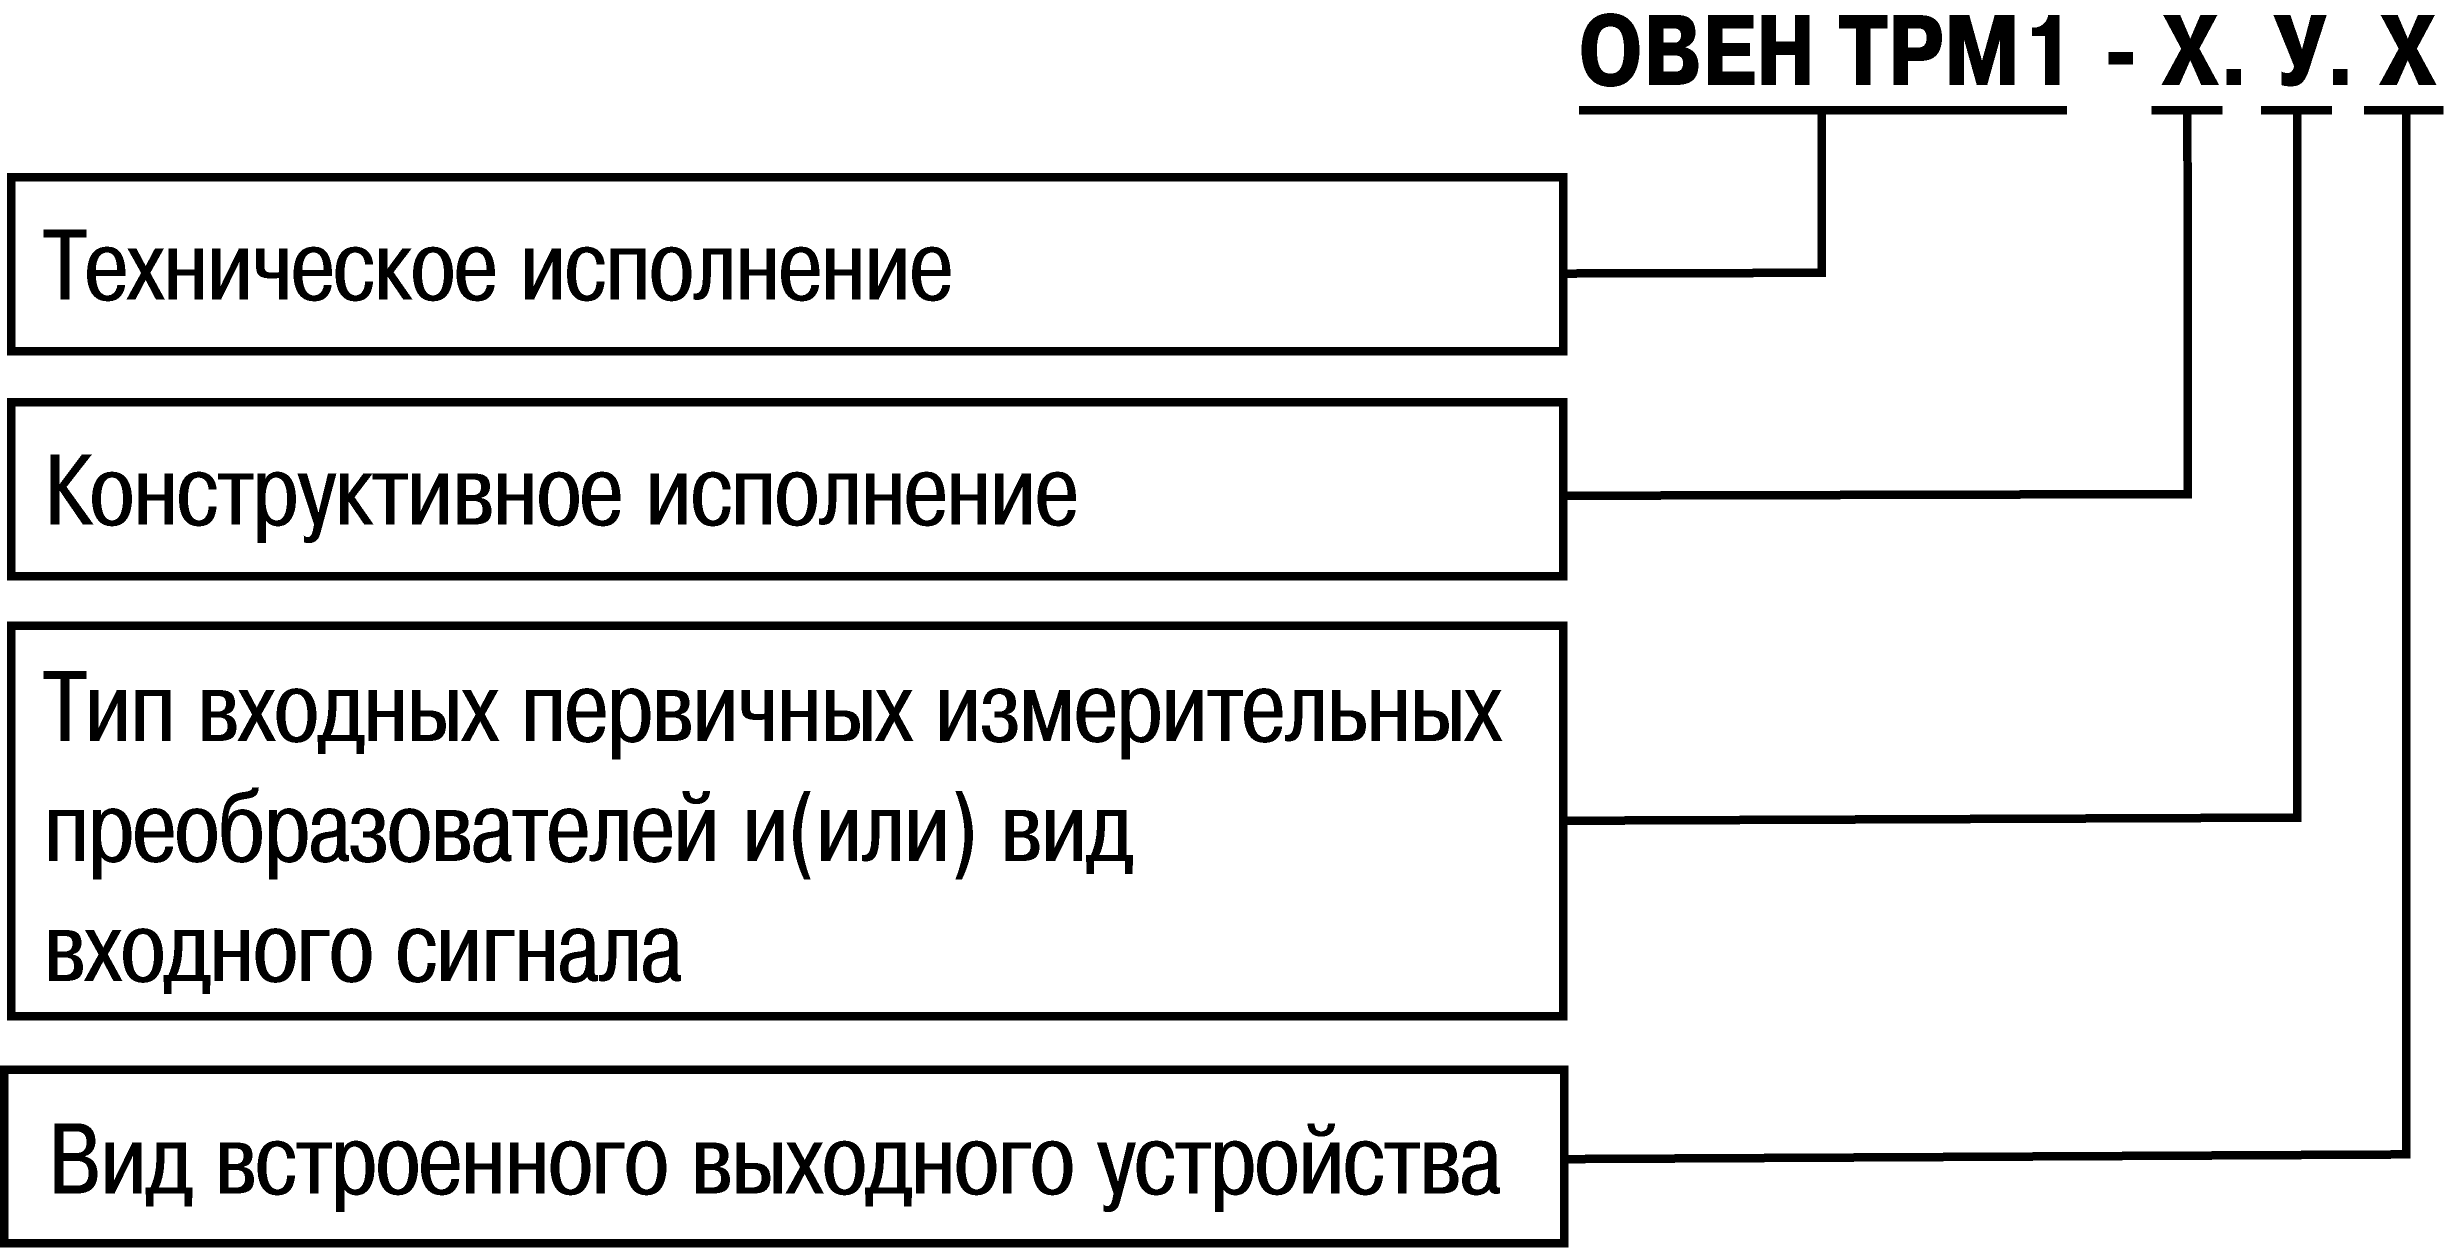 ОВЕН ТРМ1 - Х. У. Х
Техническое исполнение
Конструктивное исполнение
Тип входных первичных измерительных
преобразователей и(или) вид
входного сигнала
Вид встроенного выходного устройства